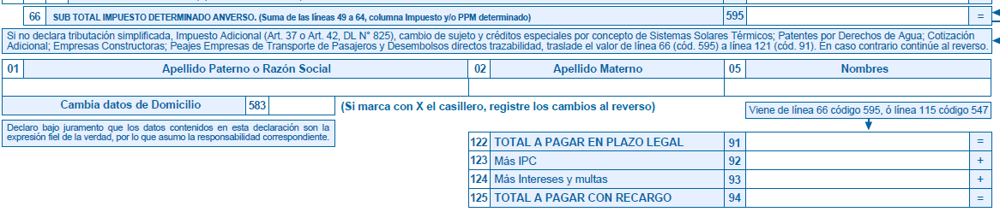 66 SUB TOTAL IMPUESTO DETERMINADO ANVERSO. (Suma de las líneas 49 a 64, columna Impuesto y/o PPM determinado) 595 =
Si no declara tributación simplificada, Impuesto Adicional (Art. 37 o Art. 42, DL N° 825), cambio de sujeto y créditos especiales por concepto de Sistemas Solares Térmicos; Patentes por Derechos de Agua; Cotización
Adicional; Empresas Constructoras; Peajes Empresas de Transporte de Pasajeros y Desembolsos directos trazabilidad, traslade el valor de línea 66 (cód. 595) a línea 121 (cód. 91). En caso contrario continúe al reverso.
01 Apellido Paterno o Razón Social 02 Apellido Materno 05 Nombres
Cambia datos de Domicilio 583 (Si marca con X el casillero, registre los cambios al reverso)
Viene de línea 66 código 595, ó línea 115 código 547
Declaro bajo juramento que los datos contenidos en esta declaración son la
expresión fiel de la verdad, por lo que asumo la responsabilidad correspondiente.
122 TOTAL A PAGAR EN PLAZO LEGAL 91 =
123 Más IPC 92 +
124 Más Intereses y multas 93 +
125 TOTAL A PAGAR CON RECARGO 94 =